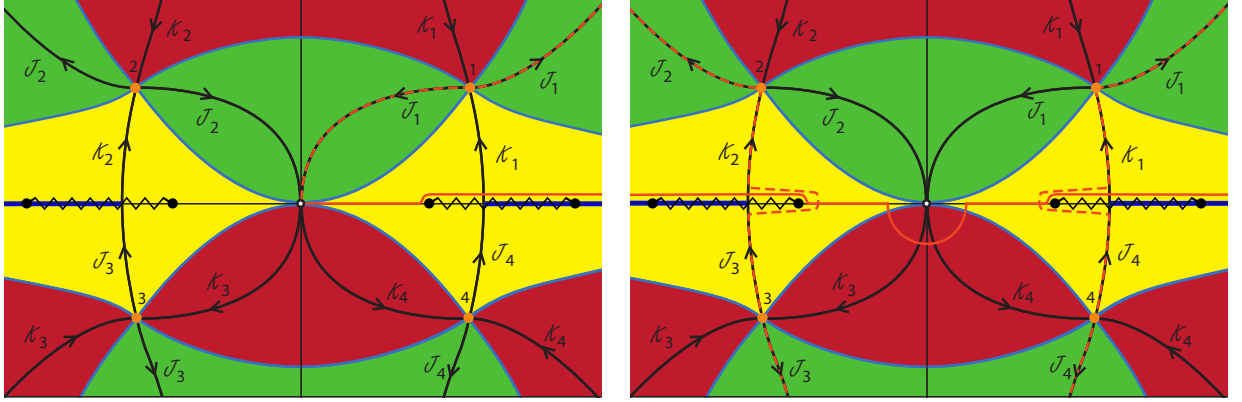 𝒦₂ 𝒦₁ 𝒦₂ 𝒦₁
𝒥₂ 2 1 𝒥₁ 𝒥₂ 2 1 𝒥₁
𝒥₂ 𝒥₁ 𝒥₂ 𝒥₁
𝒦₂ 𝒦₁ 𝒦₂ 𝒦₁
𝒥₃ 𝒥₄ 𝒥₃ 𝒥₄
3 𝒦₃ 𝒦₄ 4 3 𝒦₃ 𝒦₄ 4
𝒦₃ 𝒦₄ 𝒦₃ 𝒦₄
𝒥₃ 𝒥₄ 𝒥₃ 𝒥₄